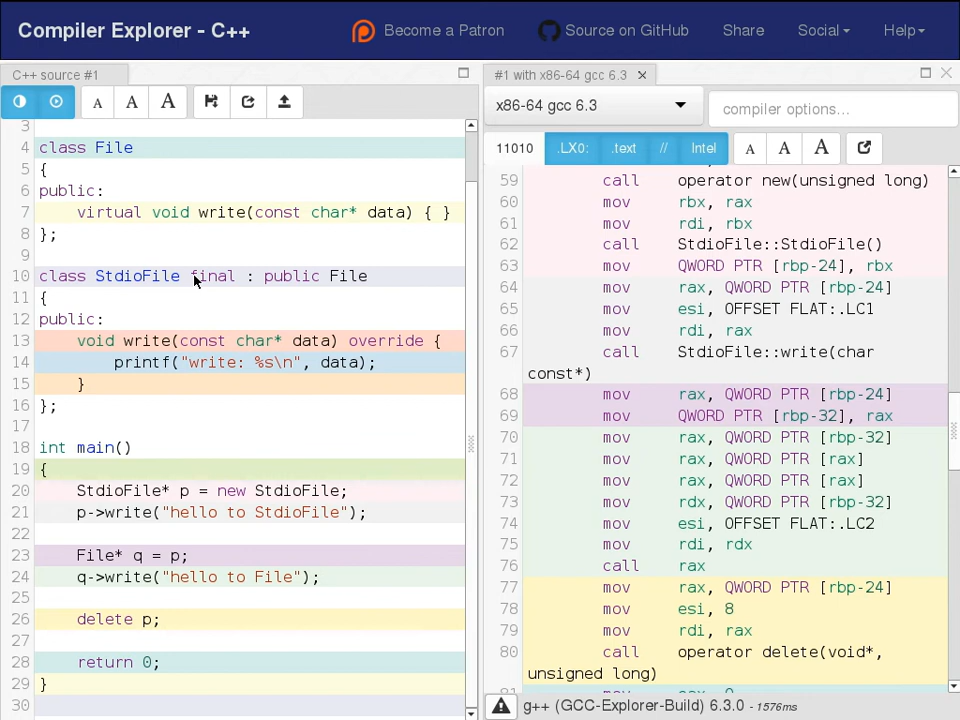 Compiler Explorer - C++
Become a Patron
Source on GitHub
Share
Social
Help
C++ source #1
A
A
A
3
4 class File
5 {
6 public:
7 virtual void write(const char* data) { }
8 };
9
10 class StdioFile final : public File
11 {
12 public:
13 void write(const char* data) override {
14 printf("write: %s\n", data);
15 }
16 };
17
18 int main()
19 {
20 StdioFile* p = new StdioFile;
21 p->write("hello to StdioFile");
22
23 File* q = p;
24 q->write("hello to File");
25
26 delete p;
27
28 return 0;
29 }
30
#1 with x86-64 gcc 6.3 ×
x86-64 gcc 6.3
compiler options...
11010
.LX0:
.text
//
Intel
A
A
A
59 call operator new(unsigned long)
60 mov rbx, rax
61 mov rdi, rbx
62 call StdioFile::StdioFile()
63 mov QWORD PTR [rbp-24], rbx
64 mov rax, QWORD PTR [rbp-24]
65 mov esi, OFFSET FLAT:.LC1
66 mov rdi, rax
67 call StdioFile::write(char
const*)
68 mov rax, QWORD PTR [rbp-24]
69 mov QWORD PTR [rbp-32], rax
70 mov rax, QWORD PTR [rbp-32]
71 mov rax, QWORD PTR [rax]
72 mov rax, QWORD PTR [rax]
73 mov rdx, QWORD PTR [rbp-32]
74 mov esi, OFFSET FLAT:.LC2
75 mov rdi, rdx
76 call rax
77 mov rax, QWORD PTR [rbp-24]
78 mov esi, 8
79 mov rdi, rax
80 call operator delete(void*,
unsigned long)
g++ (GCC-Explorer-Build) 6.3.0 - 1576ms